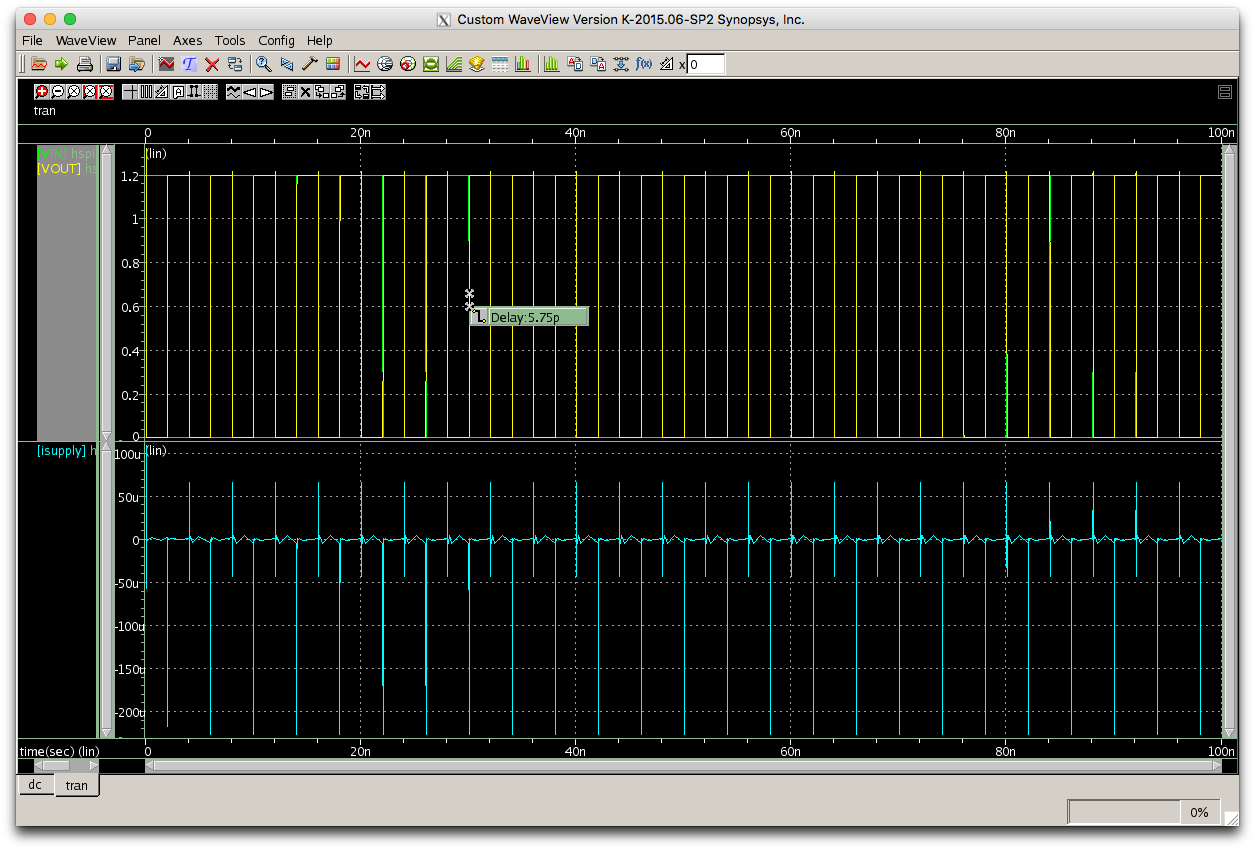 Custom WaveView Version K-2015.06-SP2 Synopsys, Inc.
File WaveView Panel Axes Tools Config Help
f(x) x 0
tran
0 20n 40n 60n 80n 100n
hspi (lin)
[VOUT] hs
1.2
1
0.8
0.6
Delay:5.75p
0.4
0.2
0
[isupply] h (lin)
100u
50u
0
-50u
-100u
-150u
-200u
time(sec) (lin) 0 20n 40n 60n 80n 100n
dc tran
0%